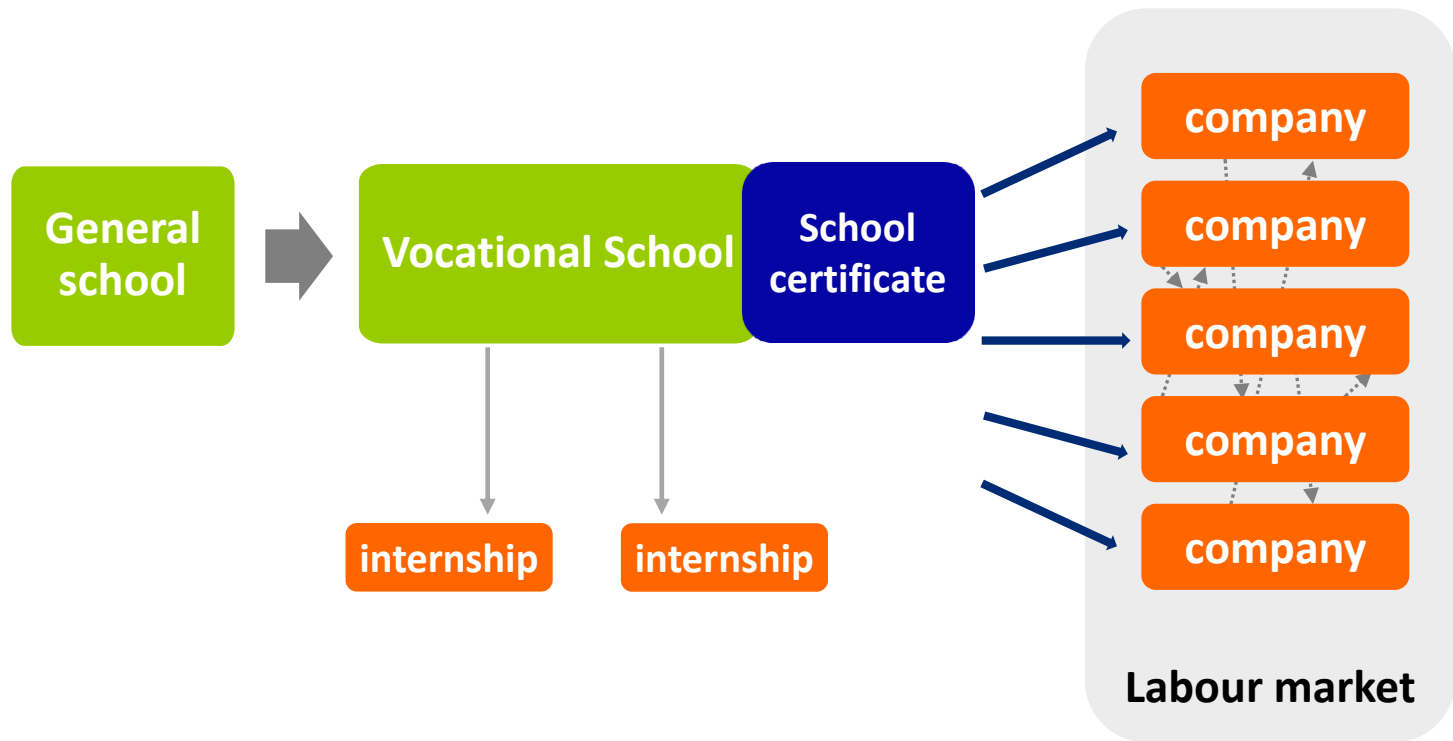 General
school
Vocational School
School
certificate
internship
internship
company
company
company
company
company
Labour market